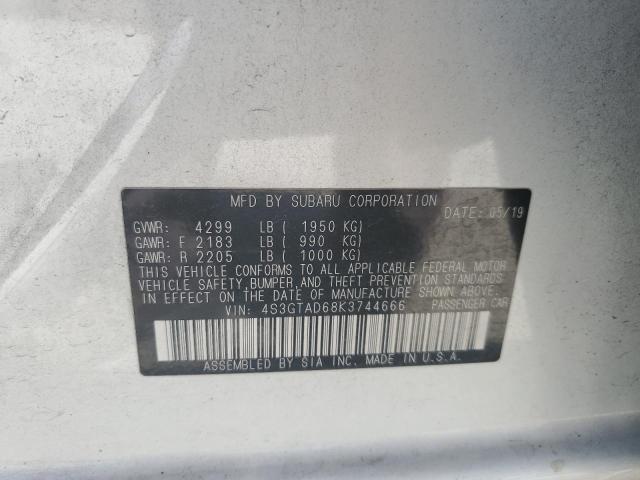 MFD BY SUBARU CORPORATION
DATE: 05/19
GVWR: 4299 LB ( 1950 KG)
GAWR: F 2183 LB ( 990 KG)
GAWR: R 2205 LB ( 1000 KG)
THIS VEHICLE CONFORMS TO ALL APPLICABLE FEDERAL MOTOR
VEHICLE SAFETY, BUMPER, AND THEFT PREVENTION STANDARDS
IN EFFECT ON THE DATE OF MANUFACTURE SHOWN ABOVE.
VIN: 4S3GTAD68K3744666 PASSENGER CAR
ASSEMBLED BY SIA INC. MADE IN U.S.A.